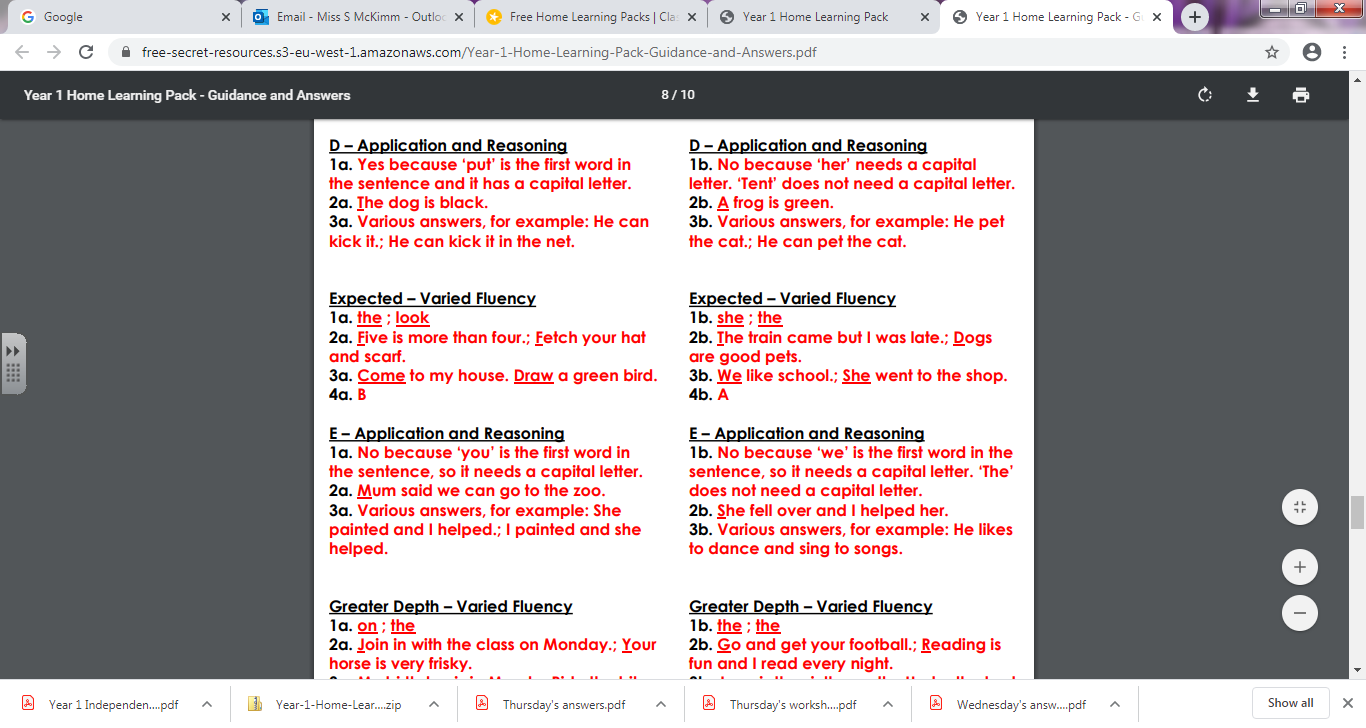 Google
Email - Miss S McKimm - Outlo
Free Home Learning Packs | Cla
Year 1 Home Learning Pack
Year 1 Home Learning Pack - G
free-secret-resources.s3-eu-west-1.amazonaws.com/Year-1-Home-Learning-Pack-Guidance-and-Answers.pdf
Year 1 Home Learning Pack - Guidance and Answers
8 / 10
D – Application and Reasoning
1a. Yes because ‘put’ is the first word in
the sentence and it has a capital letter.
2a. The dog is black.
3a. Various answers, for example: He can
kick it.; He can kick it in the net.
Expected – Varied Fluency
1a. the ; look
2a. Five is more than four.; Fetch your hat
and scarf.
3a. Come to my house. Draw a green bird.
4a. B
E – Application and Reasoning
1a. No because ‘you’ is the first word in
the sentence, so it needs a capital letter.
2a. Mum said we can go to the zoo.
3a. Various answers, for example: She
painted and I helped.; I painted and she
helped.
Greater Depth – Varied Fluency
1a. on ; the
2a. Join in with the class on Monday.; Your
horse is very frisky.
D – Application and Reasoning
1b. No because ‘her’ needs a capital
letter. ‘Tent’ does not need a capital letter.
2b. A frog is green.
3b. Various answers, for example: He pet
the cat.; He can pet the cat.
Expected – Varied Fluency
1b. she ; the
2b. The train came but I was late.; Dogs
are good pets.
3b. We like school.; She went to the shop.
4b. A
E – Application and Reasoning
1b. No because ‘we’ is the first word in the
sentence, so it needs a capital letter. ‘The’
does not need a capital letter.
2b. She fell over and I helped her.
3b. Various answers, for example: He likes
to dance and sing to songs.
Greater Depth – Varied Fluency
1b. the ; the
2b. Go and get your football.; Reading is
fun and I read every night.
Year 1 Independen....pdf
Year-1-Home-Lear....zip
Thursday's answers.pdf
Thursday's worksh....pdf
Wednesday's answ....pdf
Show all